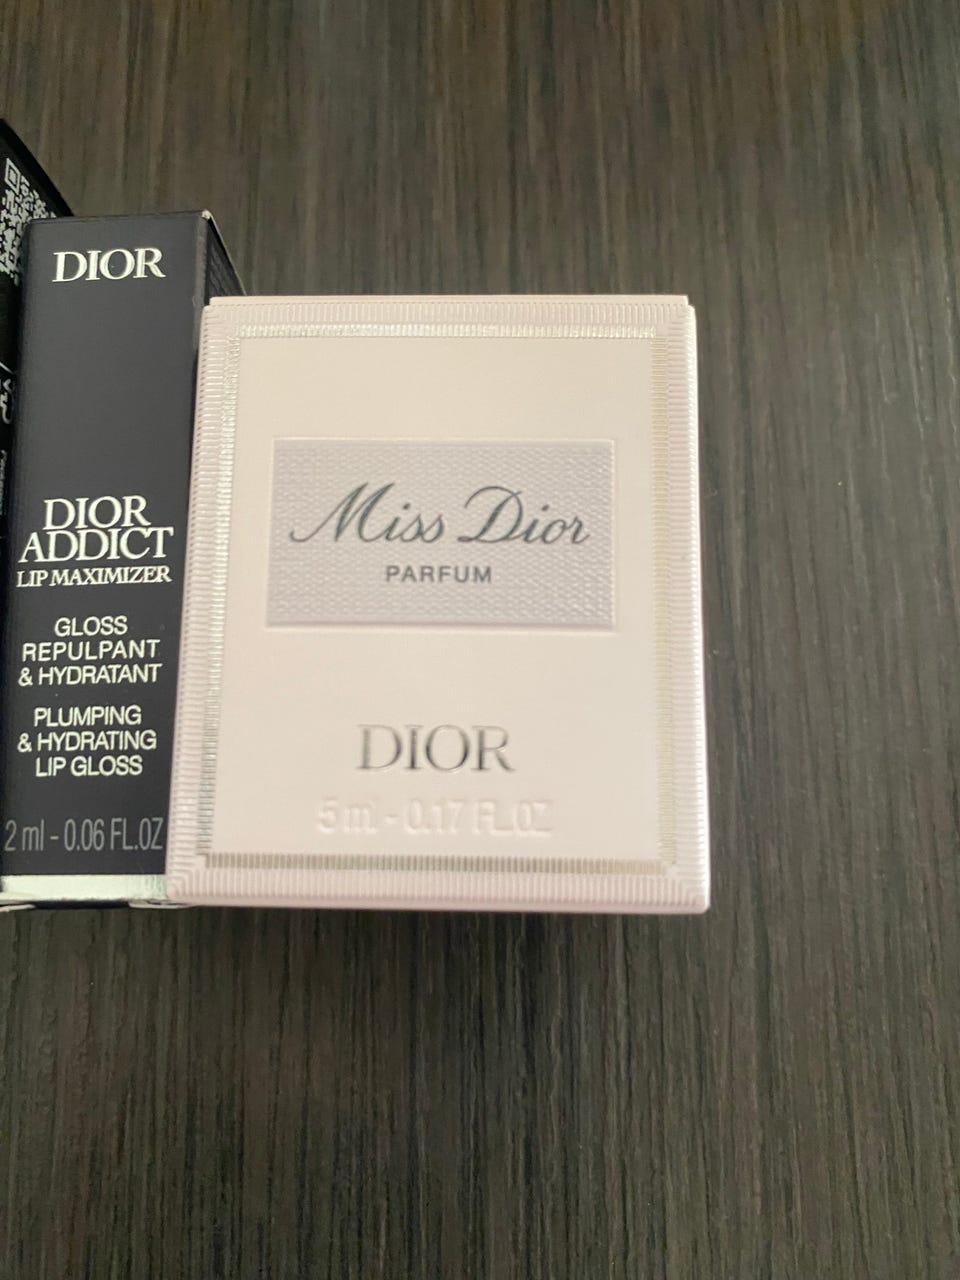 DIOR
DIOR
ADDICT
LIP MAXIMIZER
GLOSS
REPULPANT
& HYDRATANT
PLUMPING
& HYDRATING
LIP GLOSS
2 ml - 0.06 FL.OZ
Miss Dior
PARFUM
DIOR
5 ml - 0.17 FL.OZ